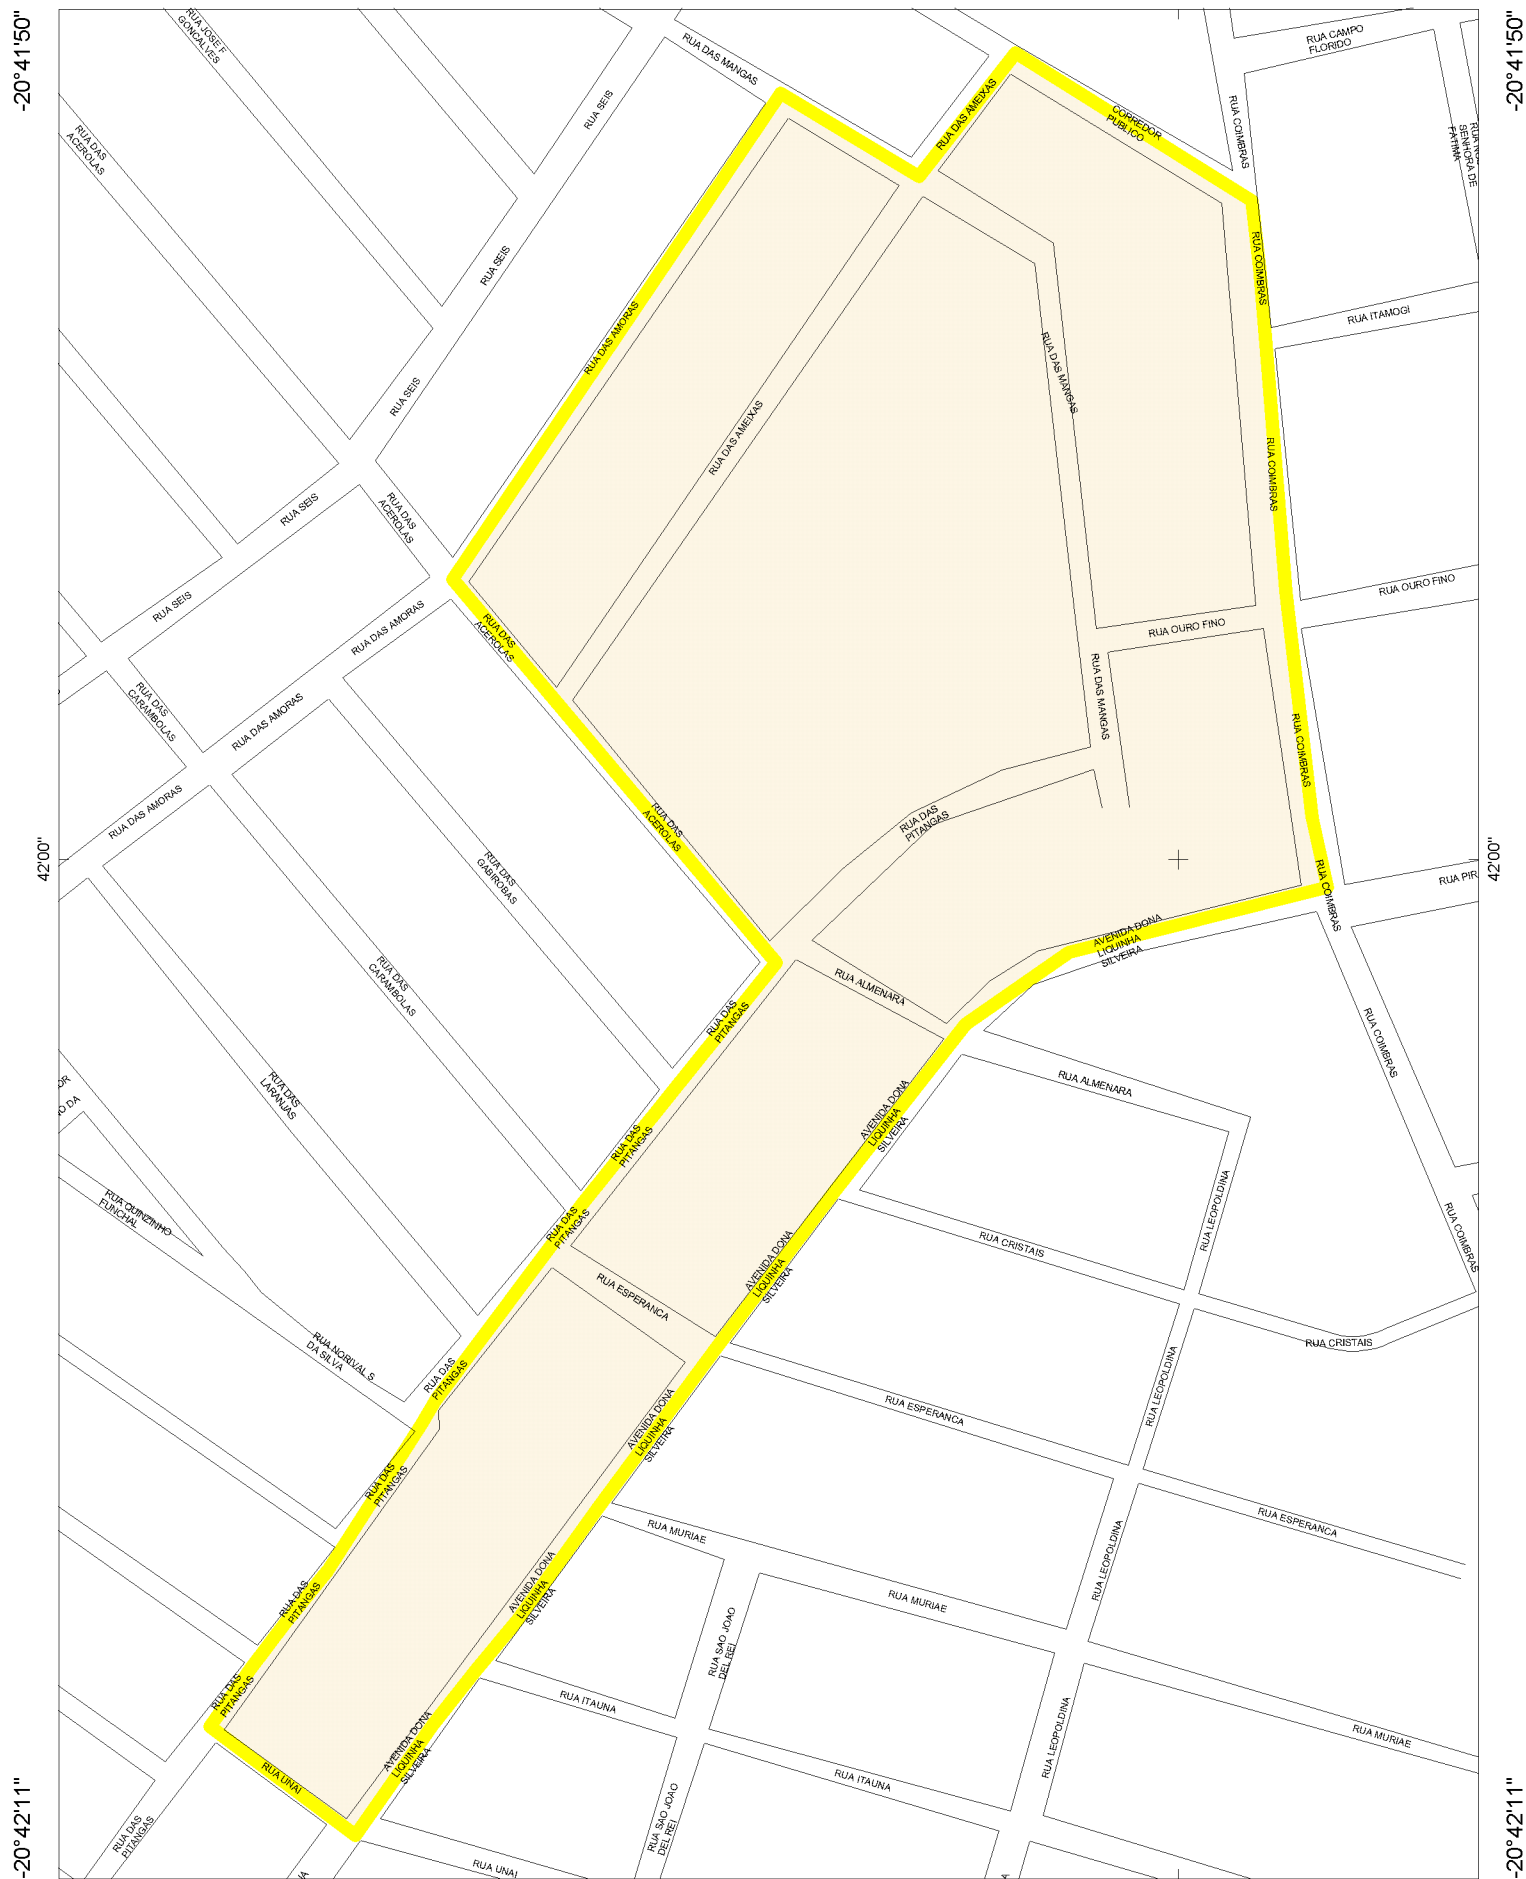 -20°41'50"
-20°41'50"
RUA JOSE F
GONCALVES
RUA DAS MANGAS
RUA CAMPO
FLORIDO
RUA SEIS
RUA DAS AMEIXAS
CORREDOR
PUBLICO
RUA COIMBRAS
SENHORA DE
FATIMA
RUA DAS
ACEROLAS
RUA SEIS
RUA COIMBRAS
RUA ITAMOGI
RUA DAS AMORAS
RUA DAS MANGAS
RUA SEIS
RUA DAS AMEIXAS
RUA COIMBRAS
RUA SEIS
RUA DAS
ACEROLAS
RUA SEIS
RUA OURO FINO
RUA DAS AMORAS
RUA DAS
ACEROLAS
RUA OURO FINO
RUA DAS
CARAMBOLAS
RUA DAS AMORAS
RUA DAS MANGAS
RUA COIMBRAS
RUA DAS AMORAS
RUA DAS
ACEROLAS
RUA DAS
PITANGAS
42'00"
42'00"
RUA DAS
GABIROBAS
RUA COIMBRAS
RUA PIR
AVENIDA DONA
LIQUINHA
SILVEIRA
RUA DAS
CARAMBOLAS
RUA ALMENARA
RUA DAS
PITANGAS
RUA COIMBRAS
RUA DAS
LARANJAS
RUA ALMENARA
OR
IO DA
AVENIDA DONA
LIQUINHA
SILVEIRA
RUA DAS
PITANGAS
RUA QUINZINHO
FUNCHAL
RUA LEOPOLDINA
RUA DAS
PITANGAS
RUA CRISTAIS
RUA COIMBRAS
AVENIDA DONA
LIQUINHA
SILVEIRA
RUA ESPERANCA
RUA NORIVAL S
DA SILVA
RUA CRISTAIS
RUA DAS
PITANGAS
RUA LEOPOLDINA
RUA ESPERANCA
AVENIDA DONA
LIQUINHA
SILVEIRA
RUA DAS
PITANGAS
RUA ESPERANCA
RUA MURIAE
RUA LEOPOLDINA
AVENIDA DONA
LIQUINHA
SILVEIRA
RUA DAS
PITANGAS
RUA MURIAE
RUA SAO JOAO
DEL REI
RUA DAS
PITANGAS
RUA ITAUNA
RUA LEOPOLDINA
RUA MURIAE
AVENIDA DONA
LIQUINHA
SILVEIRA
RUA UNAI
RUA ITAUNA
RUA DAS
PITANGAS
RUA SAO JOAO
DEL REI
RUA UNAI
-20°42'11"
-20°42'11"